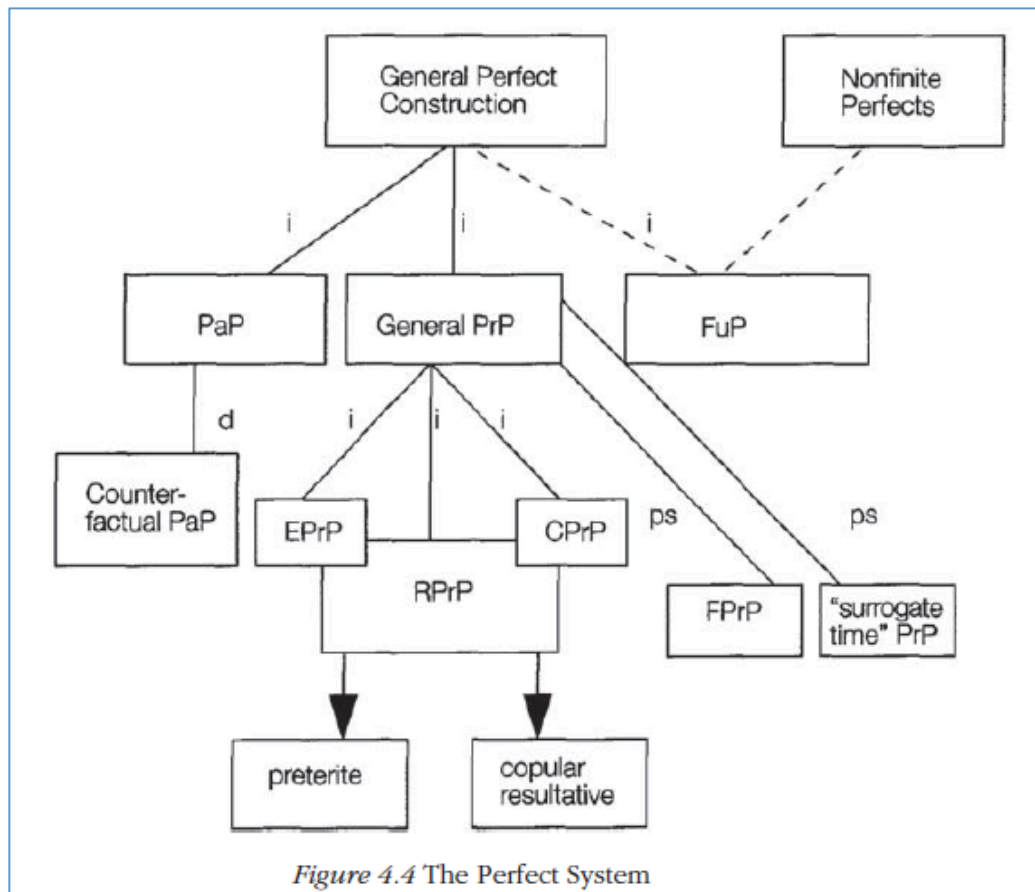 General Perfect
Construction
Nonfinite
Perfects
i
i
i
PaP
General PrP
FuP
d
i
i
i
Counter-
factual PaP
EPrP
CPrP
ps
ps
RPrP
FPrP
“surrogate
time” PrP
preterite
copular
resultative
Figure 4.4 The Perfect System